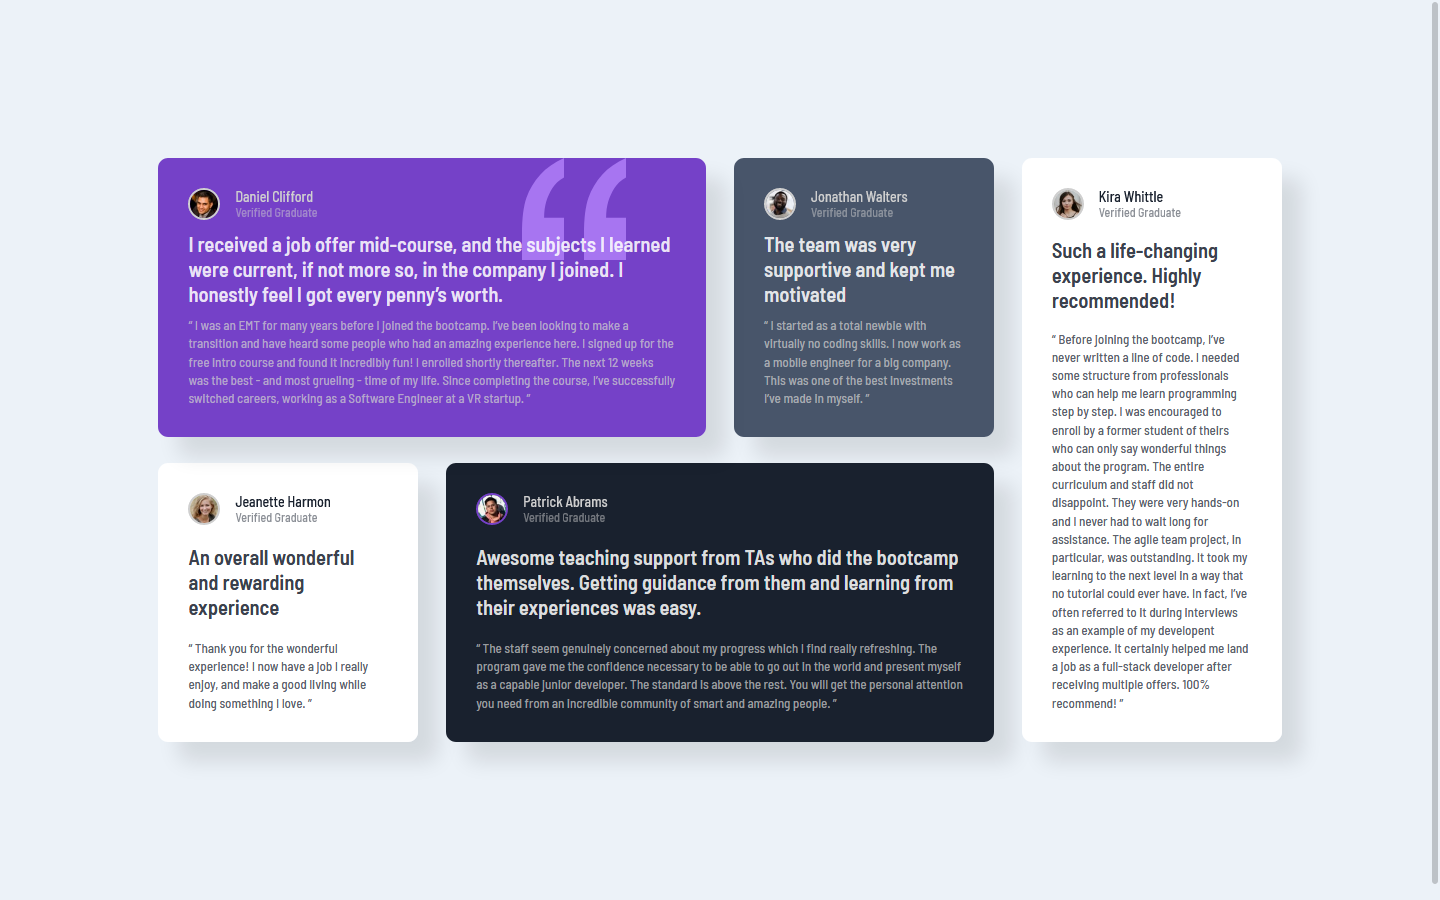 Daniel Clifford
Verified Graduate
I received a job offer mid-course, and the subjects I learned
were current, if not more so, in the company I joined. I
honestly feel I got every penny’s worth.
“ I was an EMT for many years before I joined the bootcamp. I’ve been looking to make a
transition and have heard some people who had an amazing experience here. I signed up for the
free intro course and found it incredibly fun! I enrolled shortly thereafter. The next 12 weeks
was the best - and most grueling - time of my life. Since completing the course, I’ve successfully
switched careers, working as a Software Engineer at a VR startup. ”
Jonathan Walters
Verified Graduate
The team was very
supportive and kept me
motivated
“ I started as a total newbie with
virtually no coding skills. I now work as
a mobile engineer for a big company.
This was one of the best investments
I’ve made in myself. ”
Kira Whittle
Verified Graduate
Such a life-changing
experience. Highly
recommended!
“ Before joining the bootcamp, I’ve
never written a line of code. I needed
some structure from professionals
who can help me learn programming
step by step. I was encouraged to
enroll by a former student of theirs
who can only say wonderful things
about the program. The entire
curriculum and staff did not
disappoint. They were very hands-on
and I never had to wait long for
assistance. The agile team project, in
particular, was outstanding. It took my
learning to the next level in a way that
no tutorial could ever have. In fact, I’ve
often referred to it during interviews
as an example of my developent
experience. It certainly helped me land
a job as a full-stack developer after
receiving multiple offers. 100%
recommend! ”
Jeanette Harmon
Verified Graduate
An overall wonderful
and rewarding
experience
“ Thank you for the wonderful
experience! I now have a job I really
enjoy, and make a good living while
doing something I love. ”
Patrick Abrams
Verified Graduate
Awesome teaching support from TAs who did the bootcamp
themselves. Getting guidance from them and learning from
their experiences was easy.
“ The staff seem genuinely concerned about my progress which I find really refreshing. The
program gave me the confidence necessary to be able to go out in the world and present myself
as a capable junior developer. The standard is above the rest. You will get the personal attention
you need from an incredible community of smart and amazing people. ”